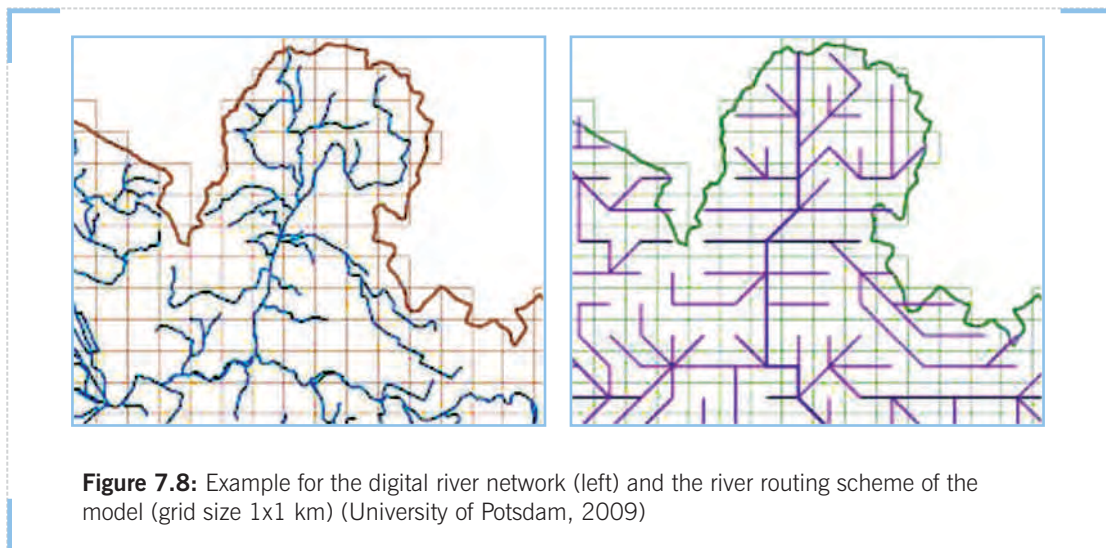 Figure 7.8: Example for the digital river network (left) and the river routing scheme of the
model (grid size 1x1 km) (University of Potsdam, 2009)